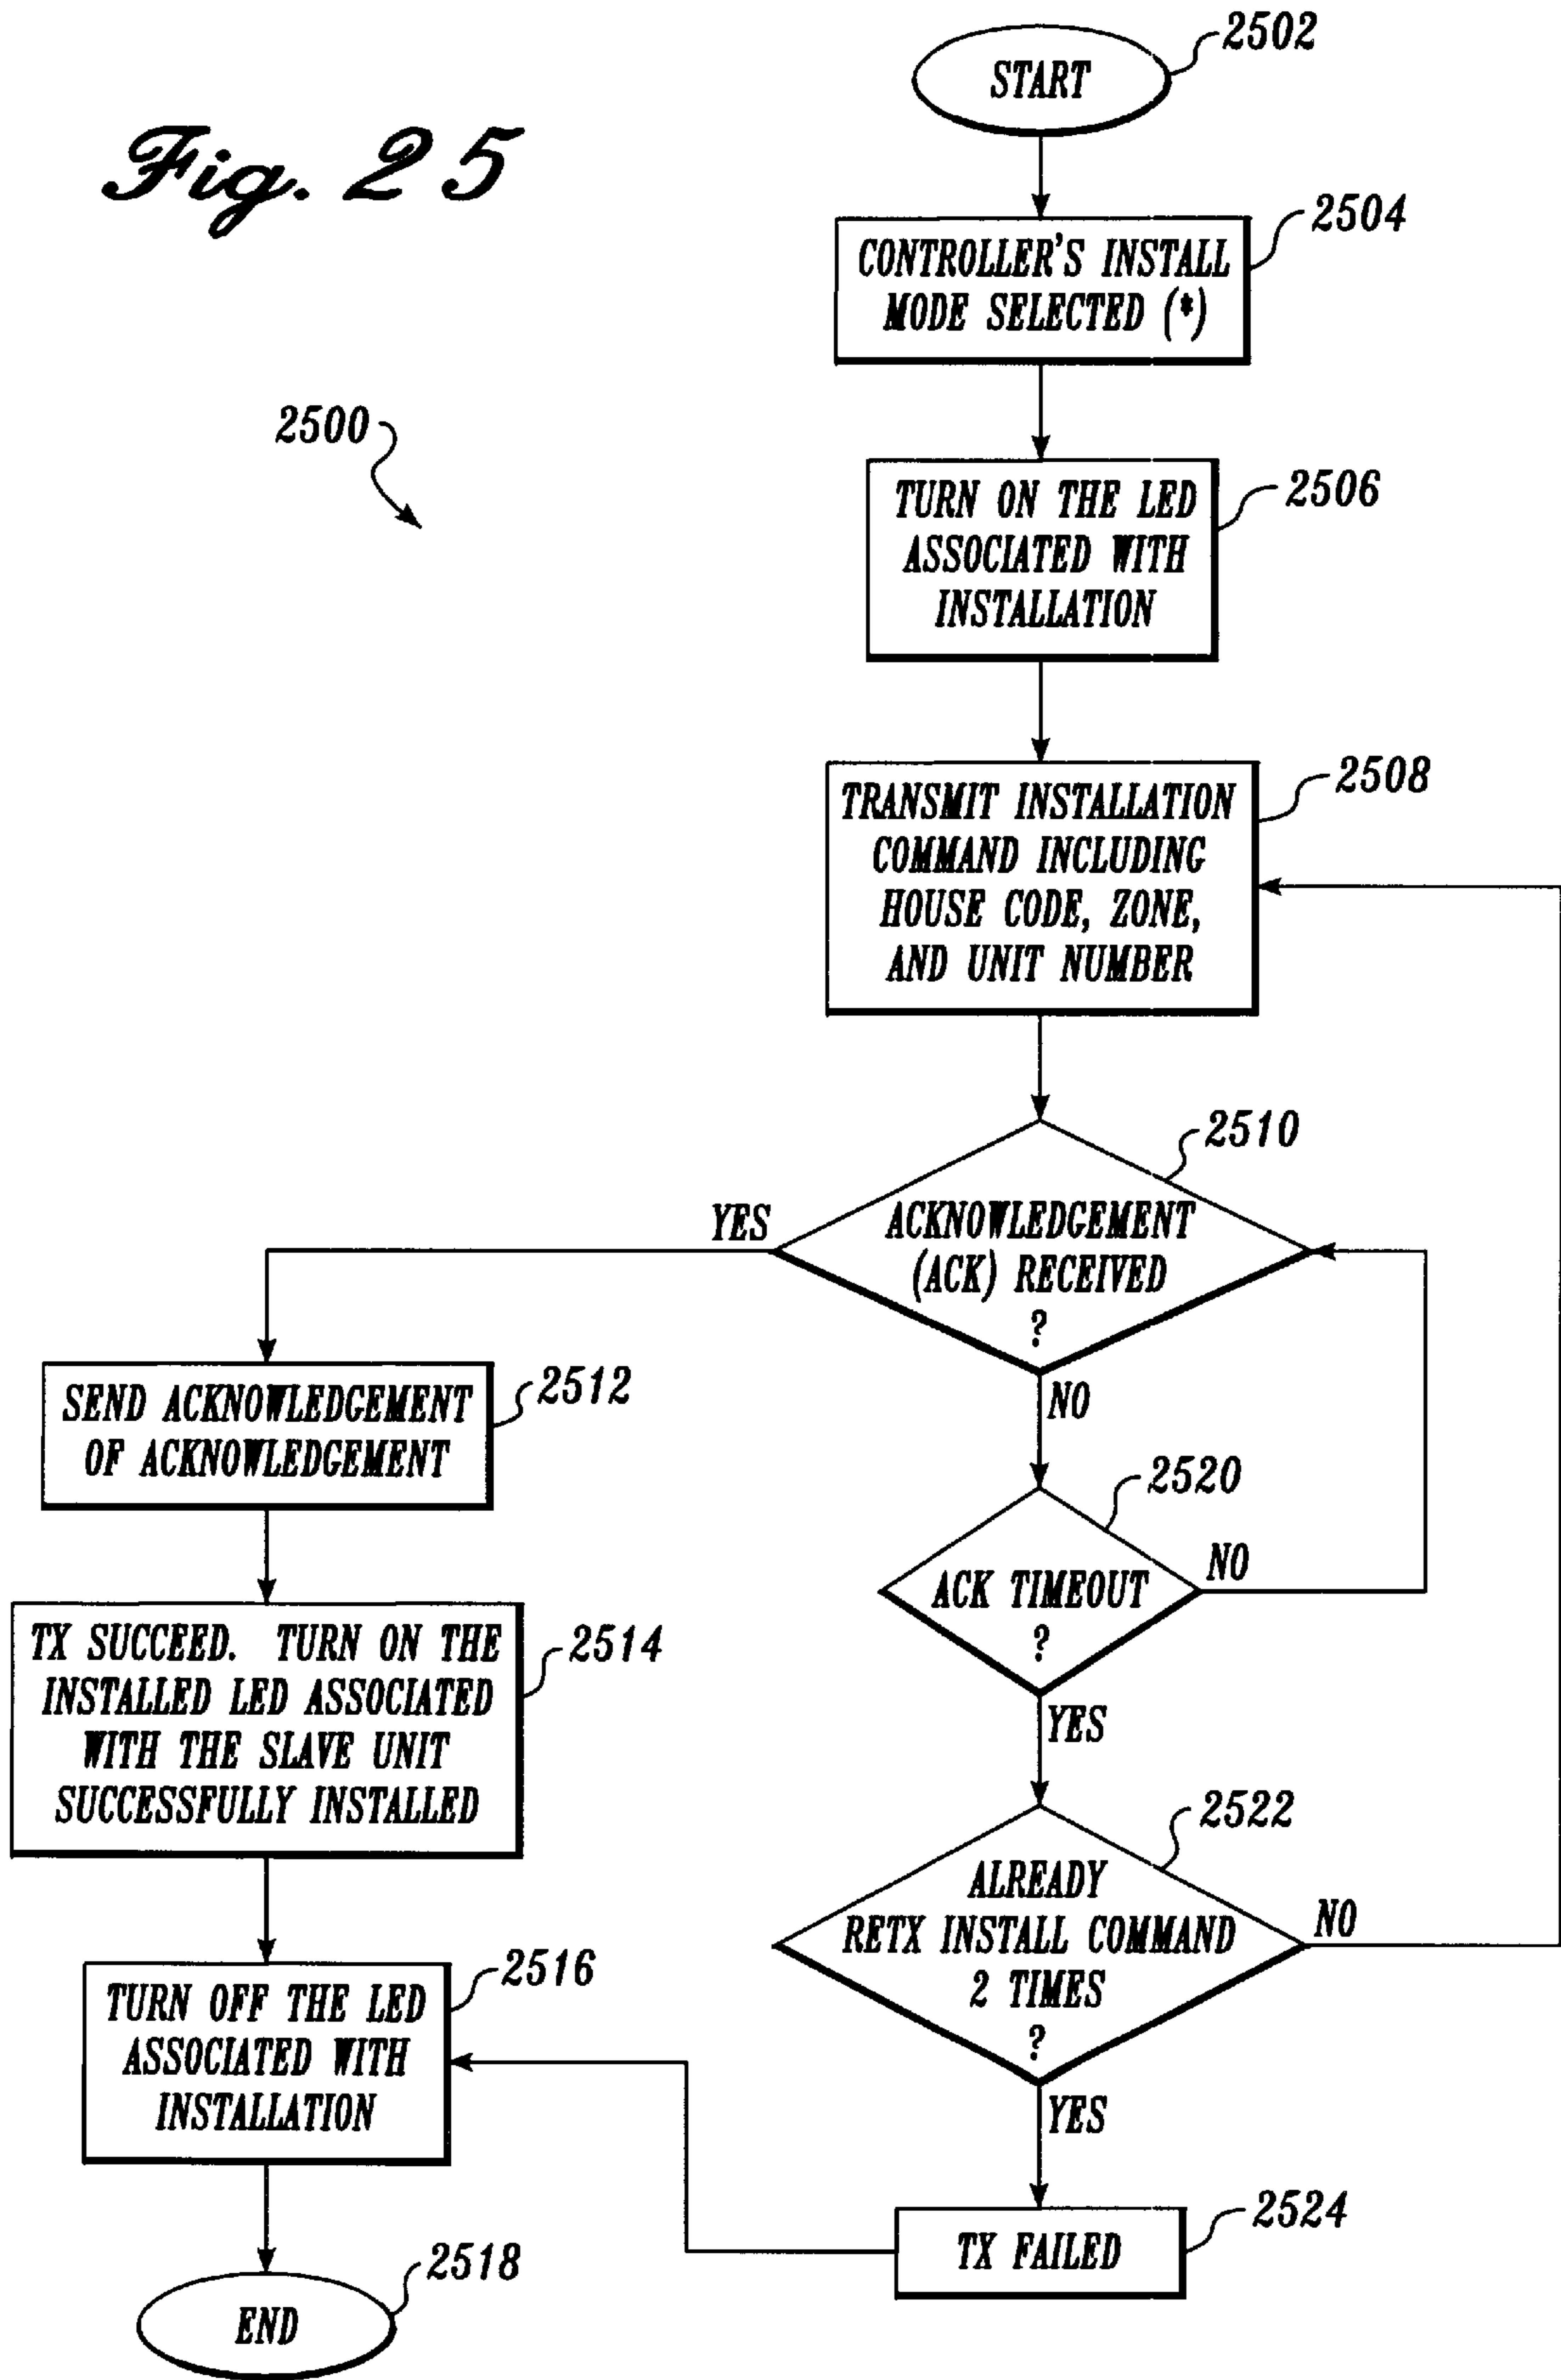 Fig. 25
2500
START
2502
CONTROLLER'S INSTALL
MODE SELECTED (*)
2504
TURN ON THE LED
ASSOCIATED WITH
INSTALLATION
2506
TRANSMIT INSTALLATION
COMMAND INCLUDING
HOUSE CODE, ZONE,
AND UNIT NUMBER
2508
ACKNOWLEDGEMENT
(ACK) RECEIVED
?
2510
YES
NO
SEND ACKNOWLEDGEMENT
OF ACKNOWLEDGEMENT
2512
TX SUCCEED. TURN ON THE
INSTALLED LED ASSOCIATED
WITH THE SLAVE UNIT
SUCCESSFULLY INSTALLED
2514
TURN OFF THE LED
ASSOCIATED WITH
INSTALLATION
2516
END
2518
ACK TIMEOUT
?
2520
NO
YES
ALREADY
RETX INSTALL COMMAND
2 TIMES
?
2522
NO
YES
TX FAILED
2524